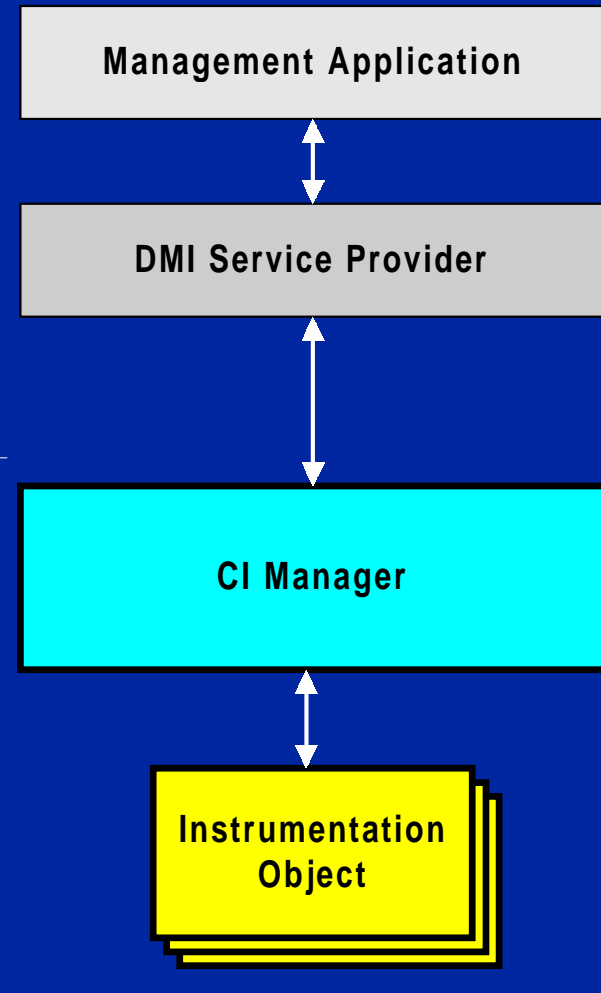 Management Application
DMI Service Provider
CI Manager
Instrumentation
Object